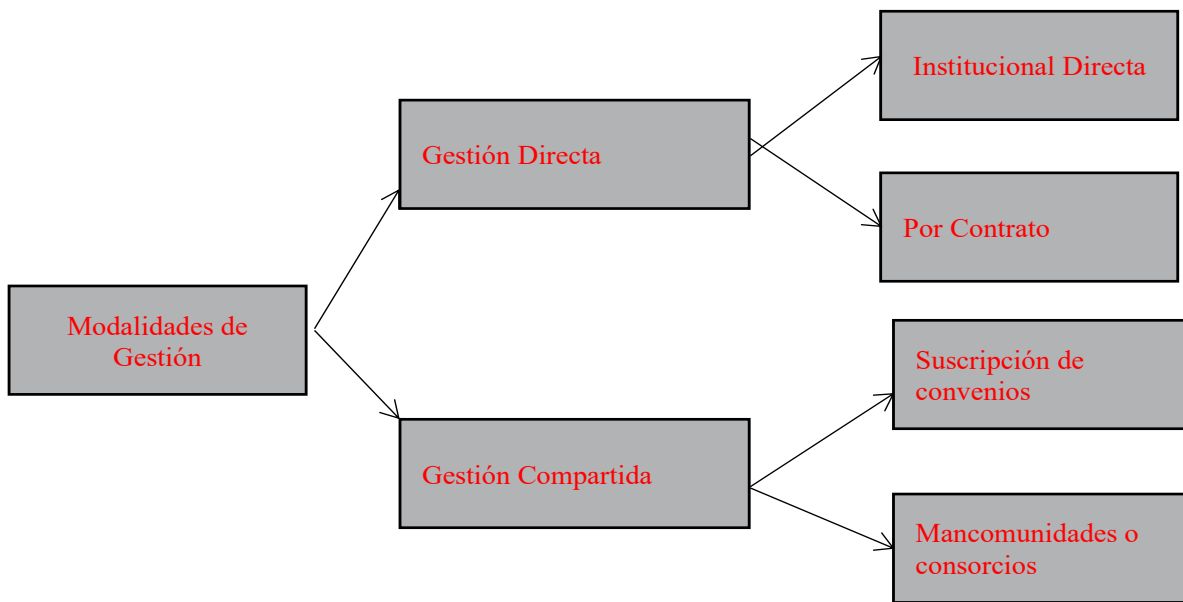 Modalidades de
Gestión
Gestión Directa
Institucional Directa
Por Contrato
Gestión Compartida
Suscripción de
convenios
Mancomunidades o
consorcios